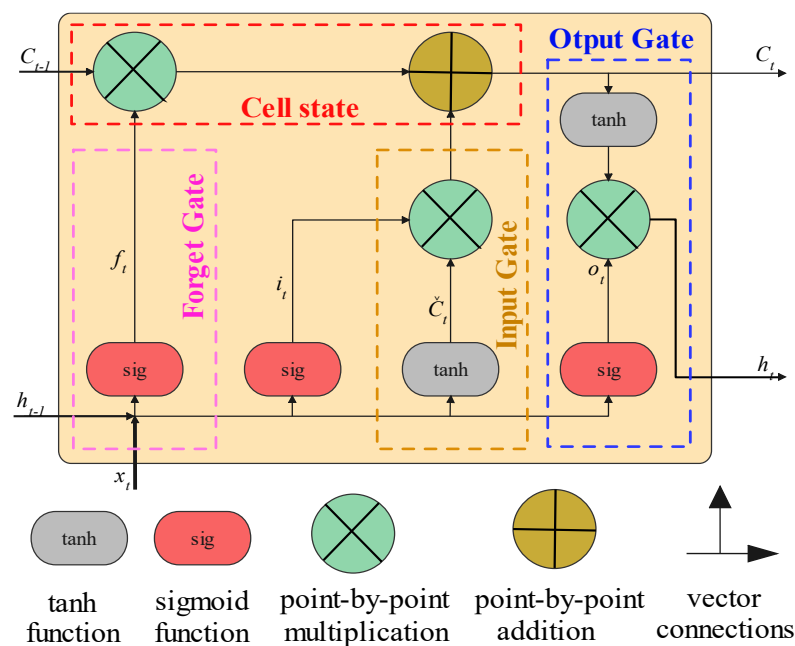 Otput Gate
C_{t-1}
C_t
Cell state
tanh
Forget Gate
f_t
i_t
Č_t
Input Gate
o_t
sig
sig
tanh
sig
h_{t-1}
h_t
x_t
tanh
sig
tanh
function
sigmoid
function
point-by-point
multiplication
point-by-point
addition
vector
connections